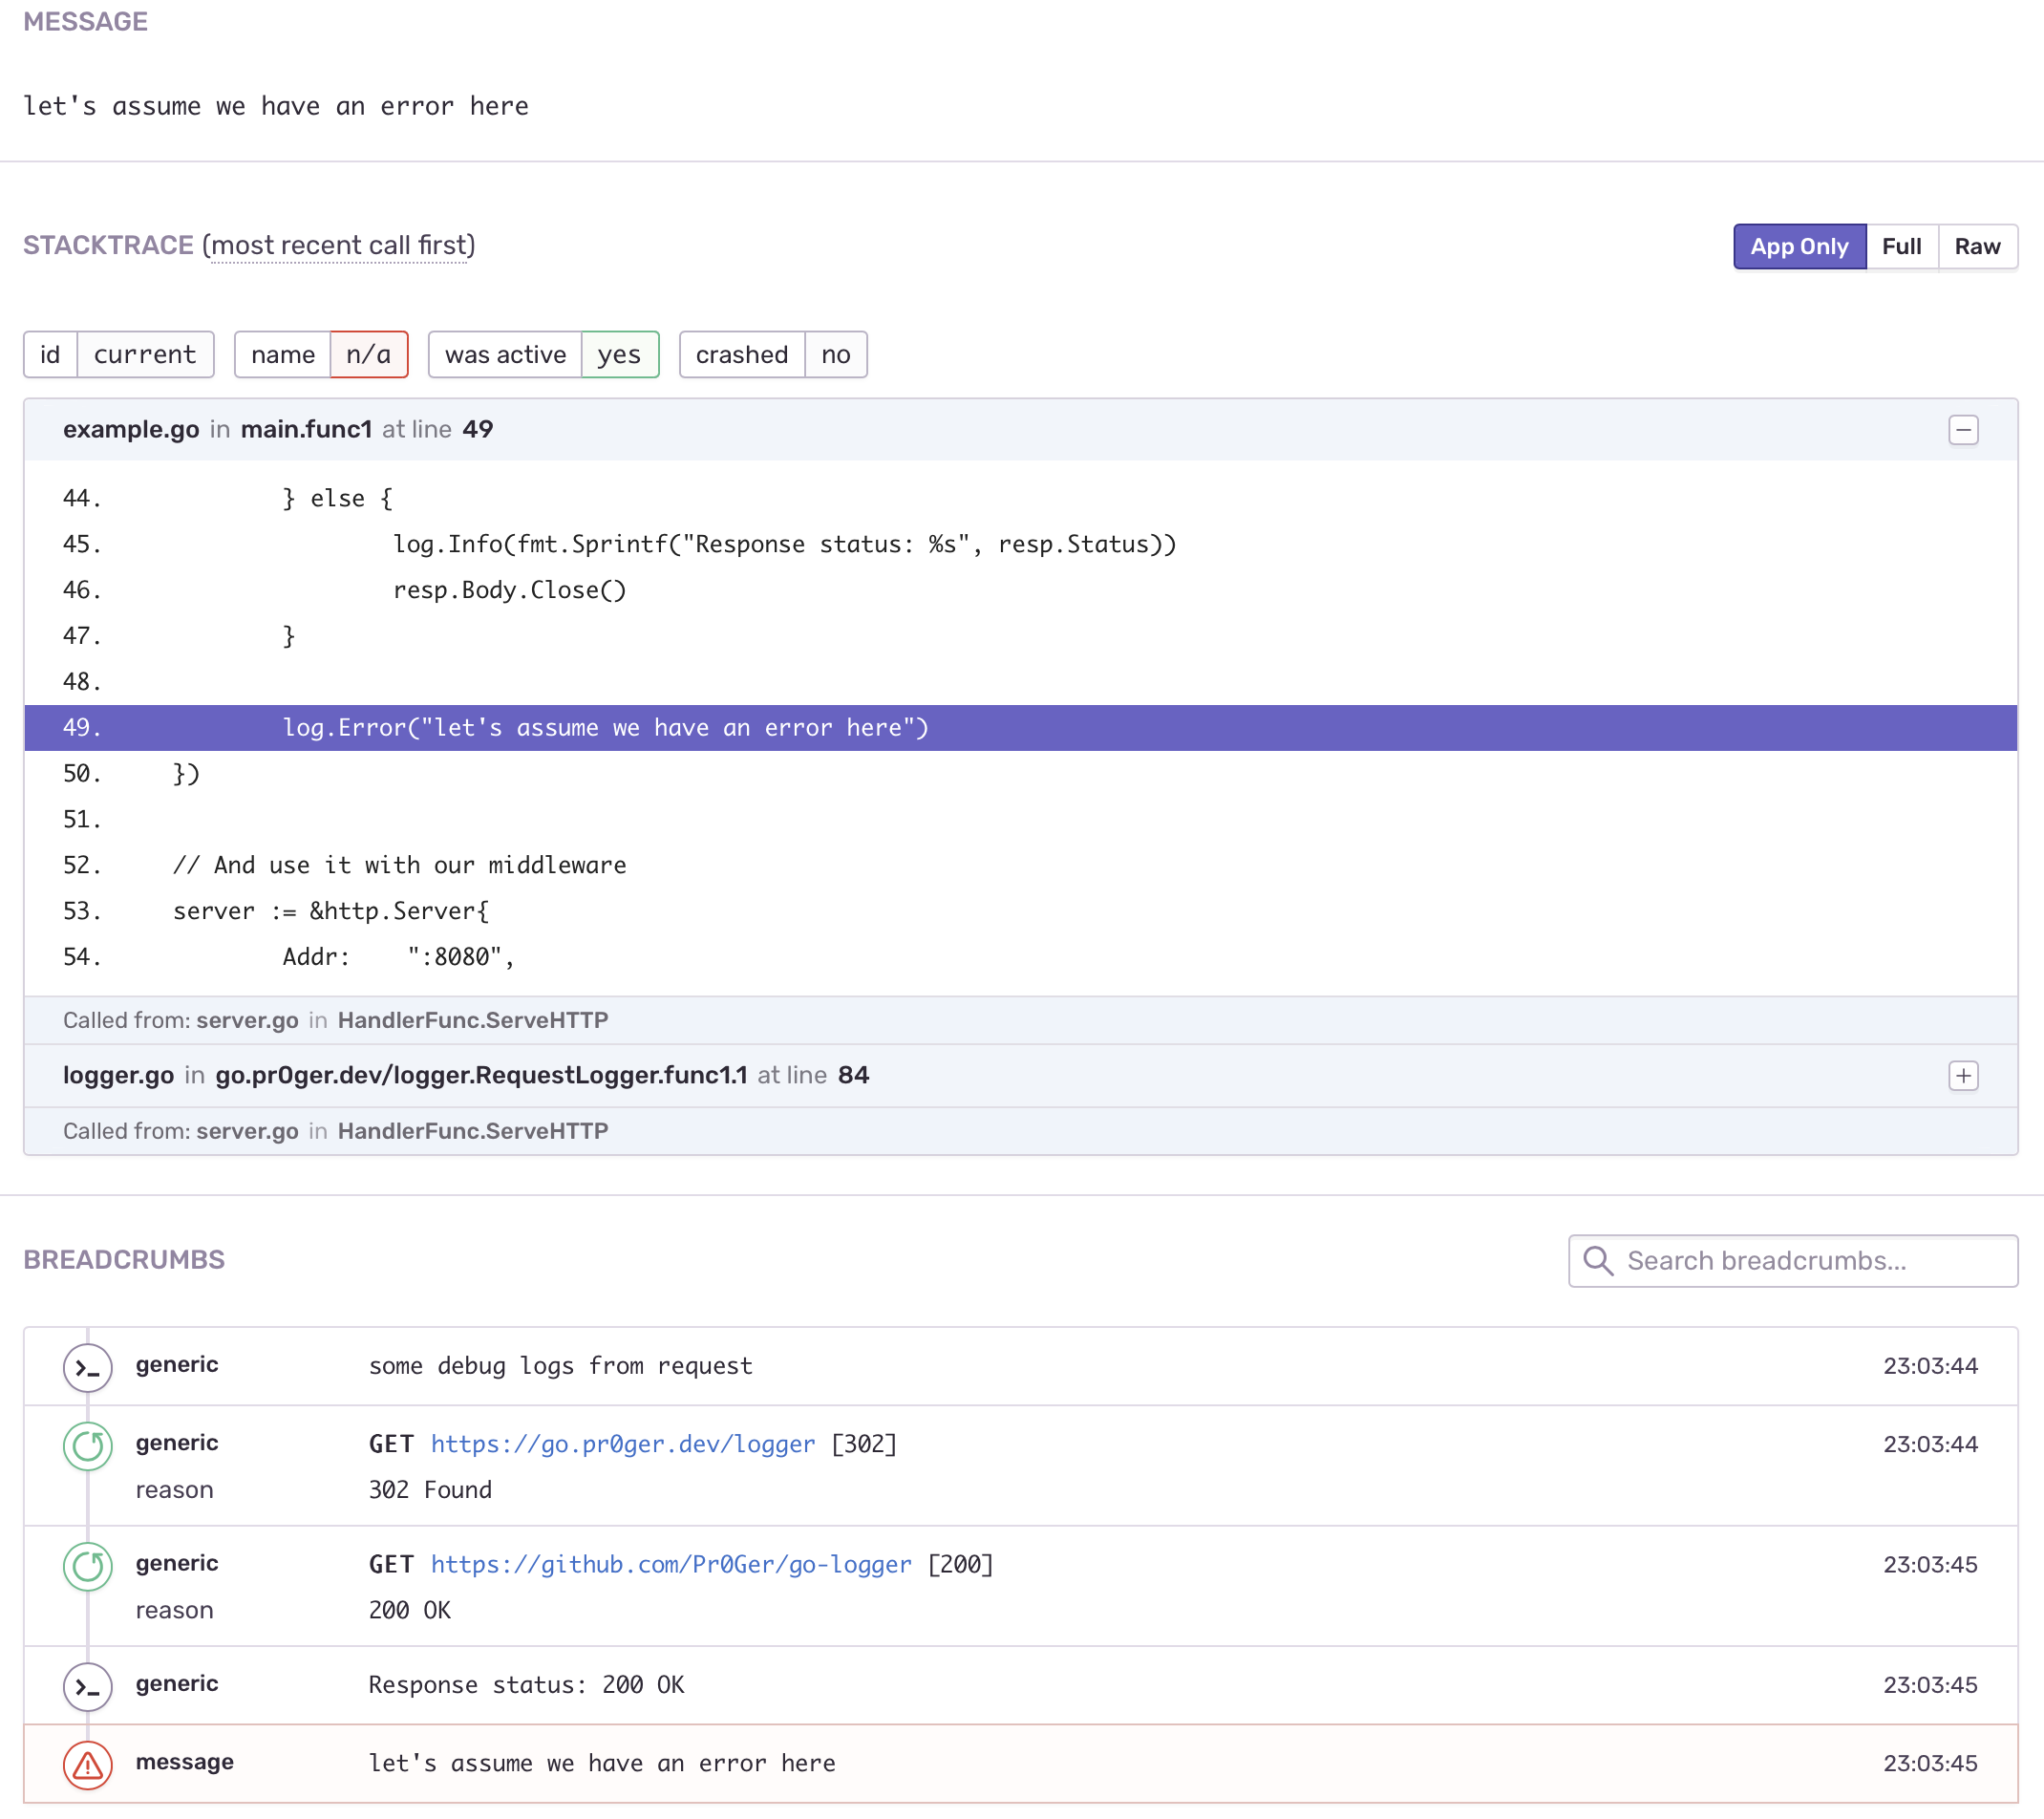 MESSAGE
let's assume we have an error here
STACKTRACE (most recent call first)
App Only Full Raw
id current name n/a was active yes crashed no
example.go in main.func1 at line 49
44. } else {
45. log.Info(fmt.Sprintf("Response status: %s", resp.Status))
46. resp.Body.Close()
47. }
48.
49. log.Error("let's assume we have an error here")
50. })
51.
52. // And use it with our middleware
53. server := &http.Server{
54. Addr: ":8080",
Called from: server.go in HandlerFunc.ServeHTTP
logger.go in go.pr0ger.dev/logger.RequestLogger.func1.1 at line 84
Called from: server.go in HandlerFunc.ServeHTTP
BREADCRUMBS
Search breadcrumbs...
generic some debug logs from request 23:03:44
generic GET https://go.pr0ger.dev/logger [302] 23:03:44
reason 302 Found
generic GET https://github.com/Pr0Ger/go-logger [200] 23:03:45
reason 200 OK
generic Response status: 200 OK 23:03:45
message let's assume we have an error here 23:03:45